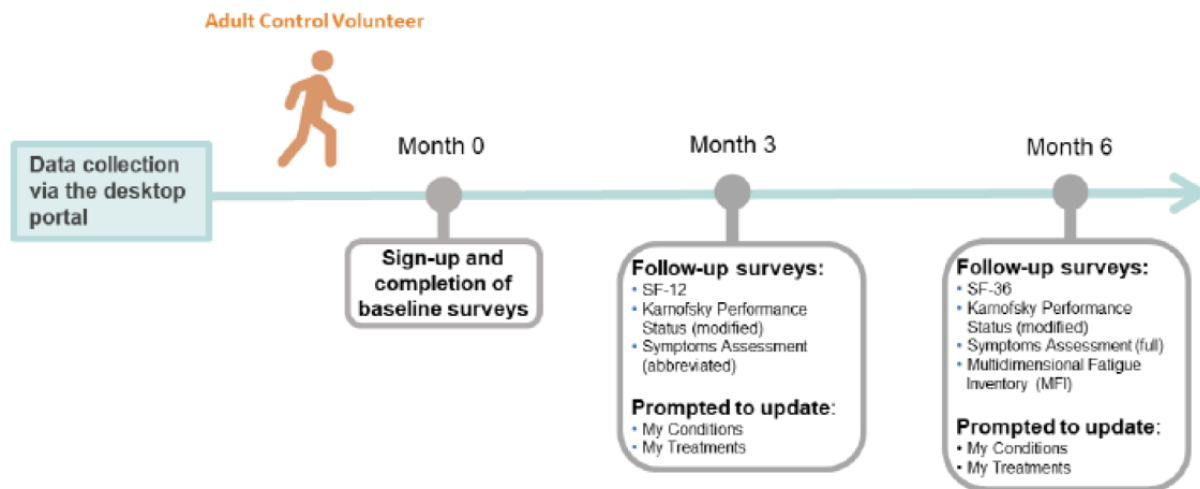 Adult Control Volunteer
Data collection
via the desktop
portal
Month 0
Sign-up and
completion of
baseline surveys
Month 3
Follow-up surveys:
• SF-12
• Karnofsky Performance
Status (modified)
• Symptoms Assessment
(abbreviated)
Prompted to update:
• My Conditions
• My Treatments
Month 6
Follow-up surveys:
• SF-36
• Karnofsky Performance
Status (modified)
• Symptoms Assessment (full)
• Multidimensional Fatigue
Inventory (MFI)
Prompted to update:
• My Conditions
• My Treatments